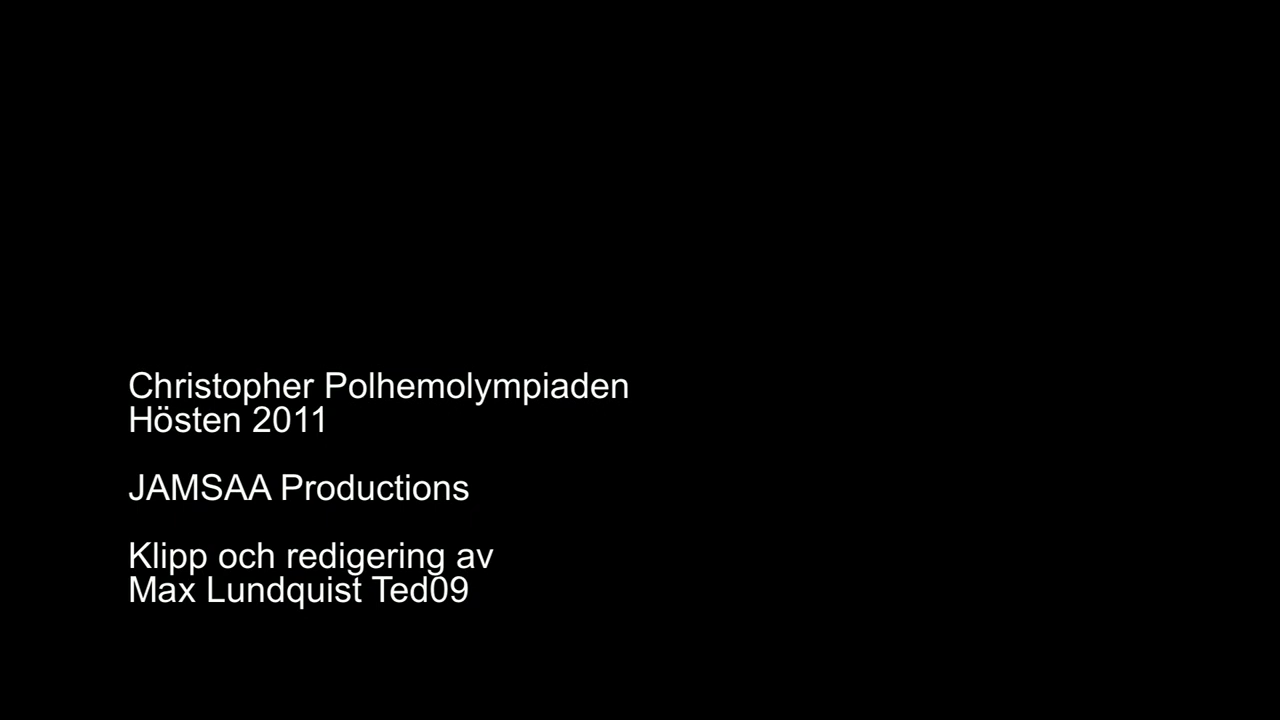 Christopher Polhemolympiaden
Hösten 2011
JAMSAA Productions
Klipp och redigering av
Max Lundquist Ted09